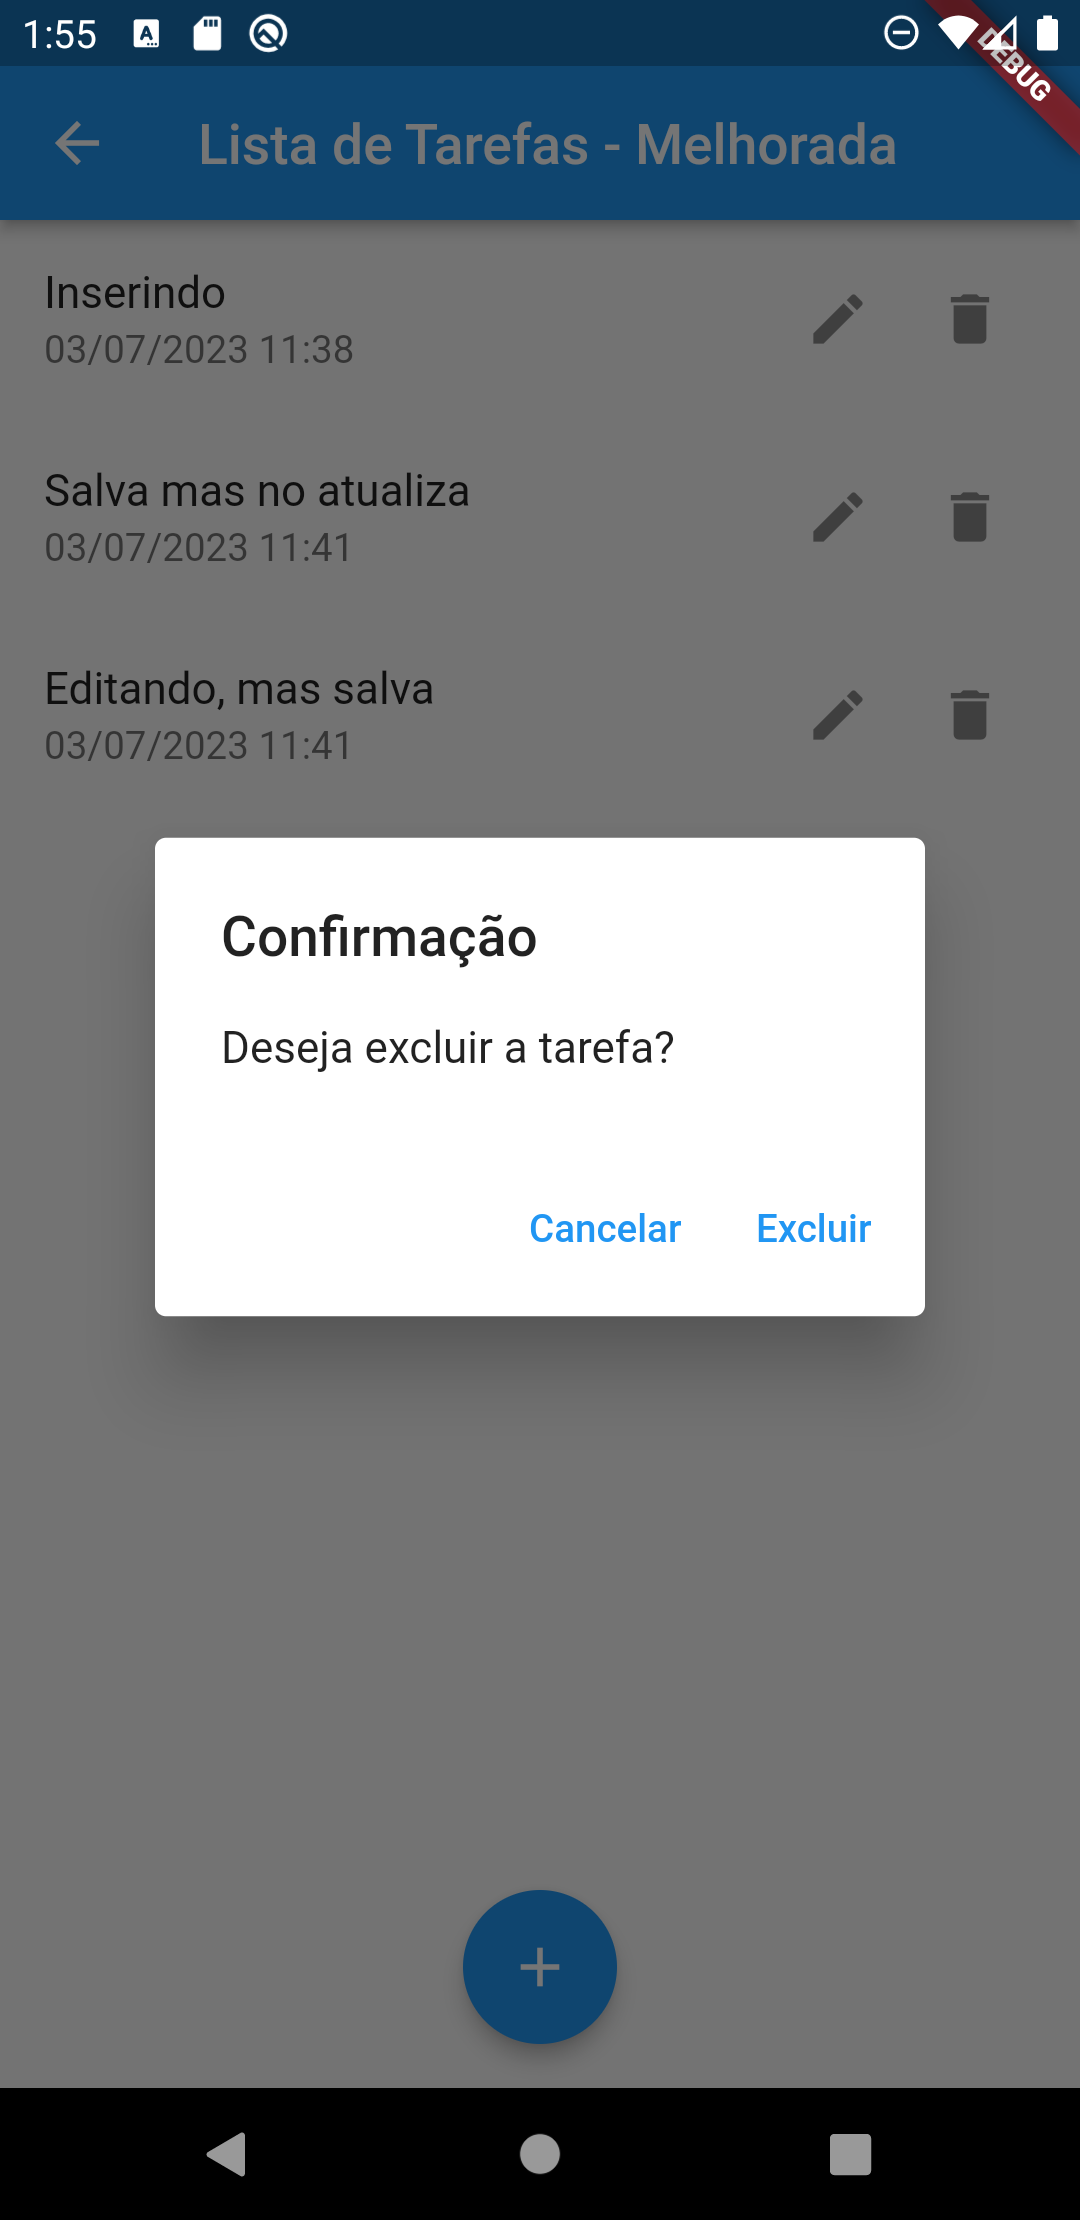 1:55
DEBUG
Lista de Tarefas - Melhorada
Inserindo
03/07/2023 11:38
Salva mas no atualiza
03/07/2023 11:41
Editando, mas salva
03/07/2023 11:41
Confirmação
Deseja excluir a tarefa?
Cancelar Excluir